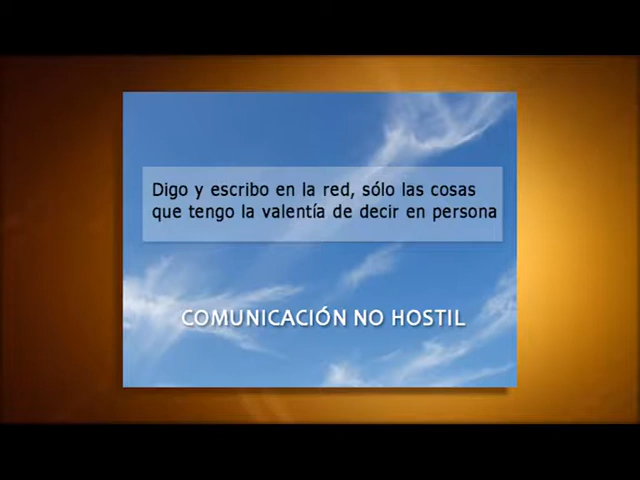 Digo y escribo en la red, sólo las cosas
que tengo la valentía de decir en persona
COMUNICACIÓN NO HOSTIL